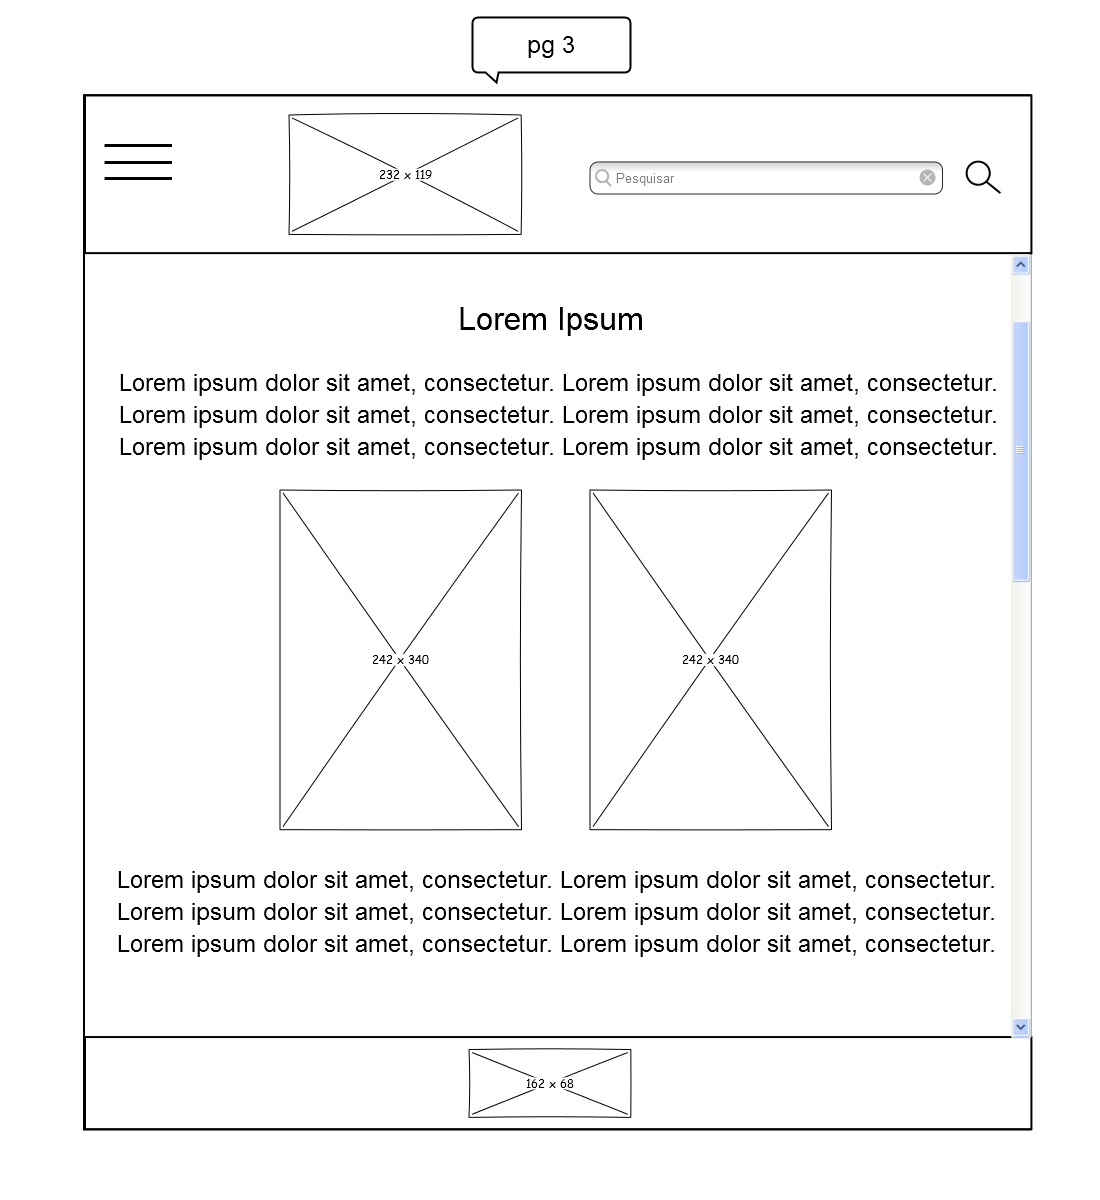 pg 3
232 x 119
Pesquisar
Lorem Ipsum
Lorem ipsum dolor sit amet, consectetur. Lorem ipsum dolor sit amet, consectetur.
Lorem ipsum dolor sit amet, consectetur. Lorem ipsum dolor sit amet, consectetur.
Lorem ipsum dolor sit amet, consectetur. Lorem ipsum dolor sit amet, consectetur.
242 x 340
242 x 340
Lorem ipsum dolor sit amet, consectetur. Lorem ipsum dolor sit amet, consectetur.
Lorem ipsum dolor sit amet, consectetur. Lorem ipsum dolor sit amet, consectetur.
Lorem ipsum dolor sit amet, consectetur. Lorem ipsum dolor sit amet, consectetur.
162 x 68